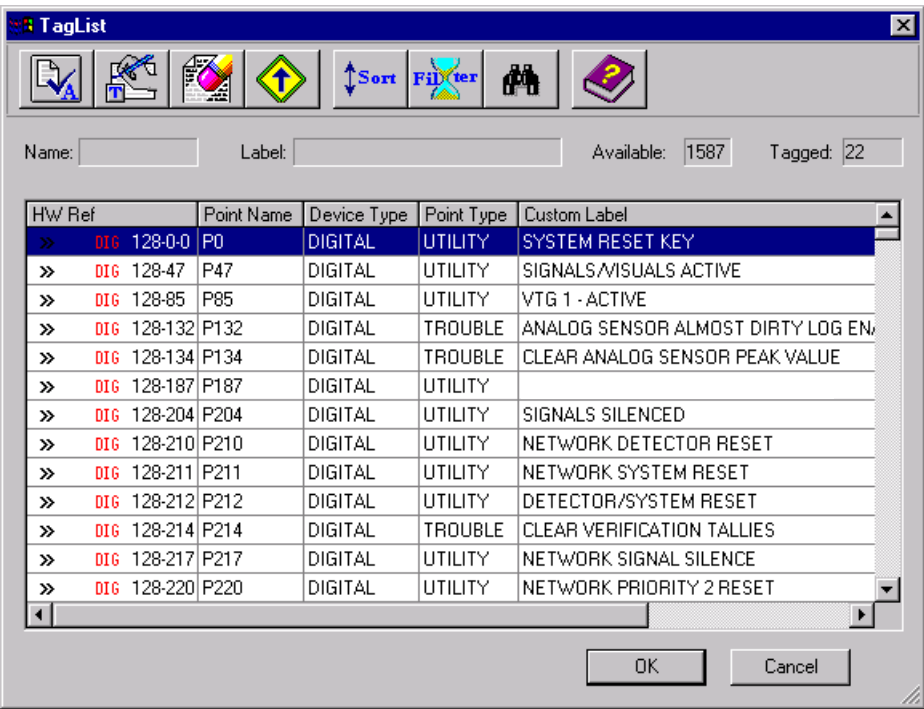 TagList
A T Sort Filter ?
Name: Label: Available: 1587 Tagged: 22
HW Ref Point Name Device Type Point Type Custom Label
» DIG 128-0-0 P0 DIGITAL UTILITY SYSTEM RESET KEY
» DIG 128-47 P47 DIGITAL UTILITY SIGNALS/VISUALS ACTIVE
» DIG 128-85 P85 DIGITAL UTILITY VTG 1 - ACTIVE
» DIG 128-132 P132 DIGITAL TROUBLE ANALOG SENSOR ALMOST DIRTY LOG ENA
» DIG 128-134 P134 DIGITAL TROUBLE CLEAR ANALOG SENSOR PEAK VALUE
» DIG 128-187 P187 DIGITAL UTILITY
» DIG 128-204 P204 DIGITAL UTILITY SIGNALS SILENCED
» DIG 128-210 P210 DIGITAL UTILITY NETWORK DETECTOR RESET
» DIG 128-211 P211 DIGITAL UTILITY NETWORK SYSTEM RESET
» DIG 128-212 P212 DIGITAL UTILITY DETECTOR/SYSTEM RESET
» DIG 128-214 P214 DIGITAL TROUBLE CLEAR VERIFICATION TALLIES
» DIG 128-217 P217 DIGITAL UTILITY NETWORK SIGNAL SILENCE
» DIG 128-220 P220 DIGITAL UTILITY NETWORK PRIORITY 2 RESET
OK Cancel